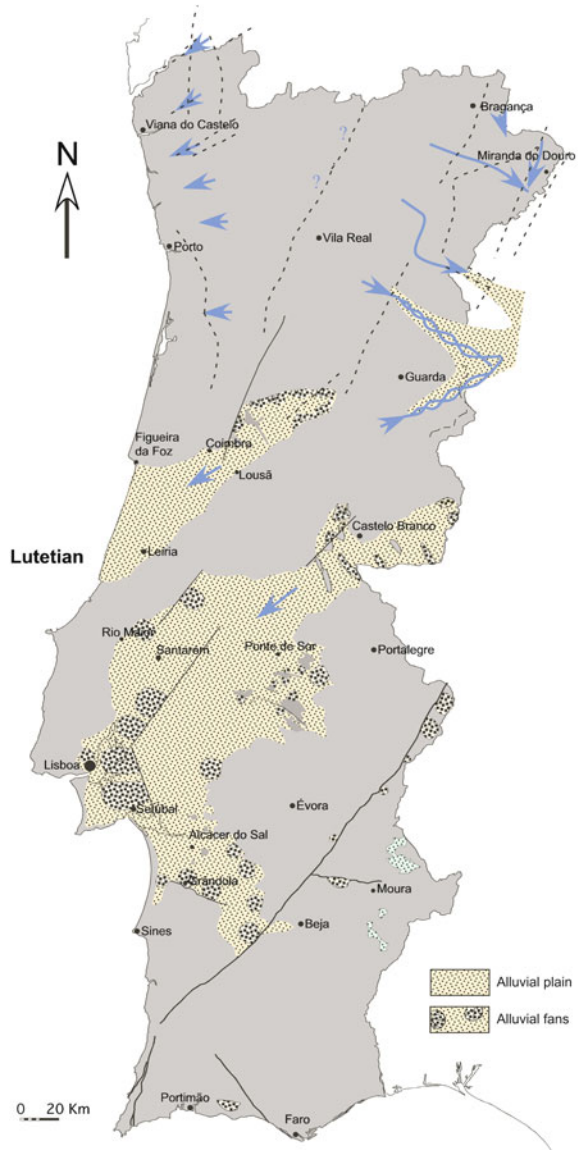 Bragança
Viana do Castelo
Miranda do Douro
N
?
?
Vila Real
Porto
Guarda
Figueira
da Foz
Coimbra
Lousã
Castelo Branco
Lutetian
Leiria
Rio Maior
Santarém
Ponte de Sor
Portalegre
Lisboa
Setúbal
Évora
Alcácer do Sal
Grândola
Moura
Sines
Beja
Alluvial plain
Alluvial fans
Portimão
0 20 Km
Faro